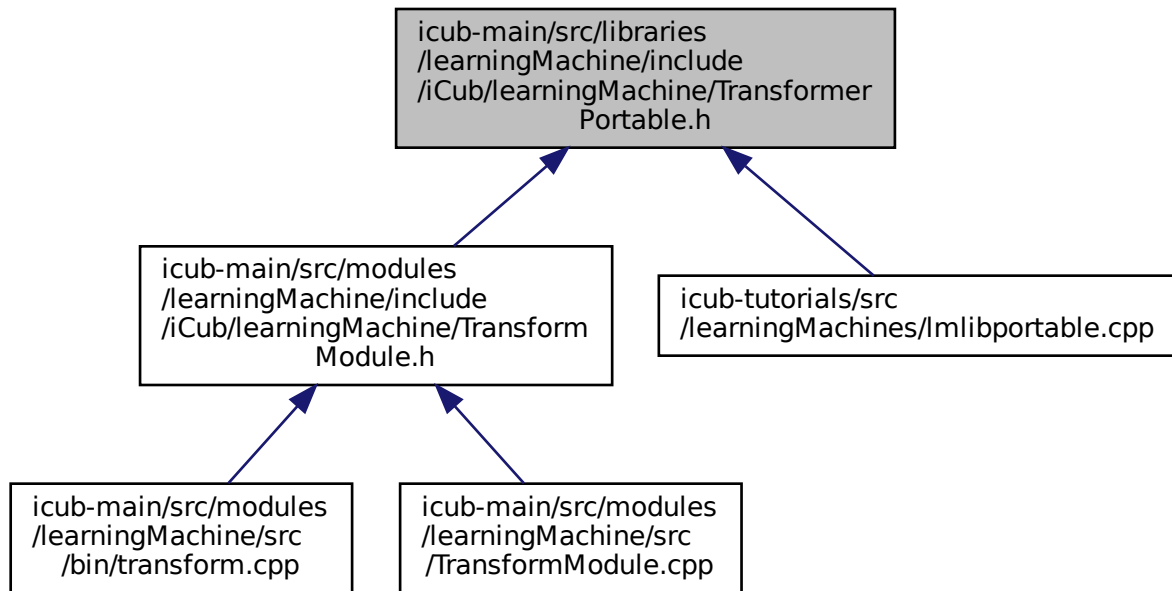 icub-main/src/libraries
/learningMachine/include
/iCub/learningMachine/Transformer
Portable.h
icub-main/src/modules
/learningMachine/include
/iCub/learningMachine/Transform
Module.h
icub-tutorials/src
/learningMachines/lmlibportable.cpp
icub-main/src/modules
/learningMachine/src
/bin/transform.cpp
icub-main/src/modules
/learningMachine/src
/TransformModule.cpp